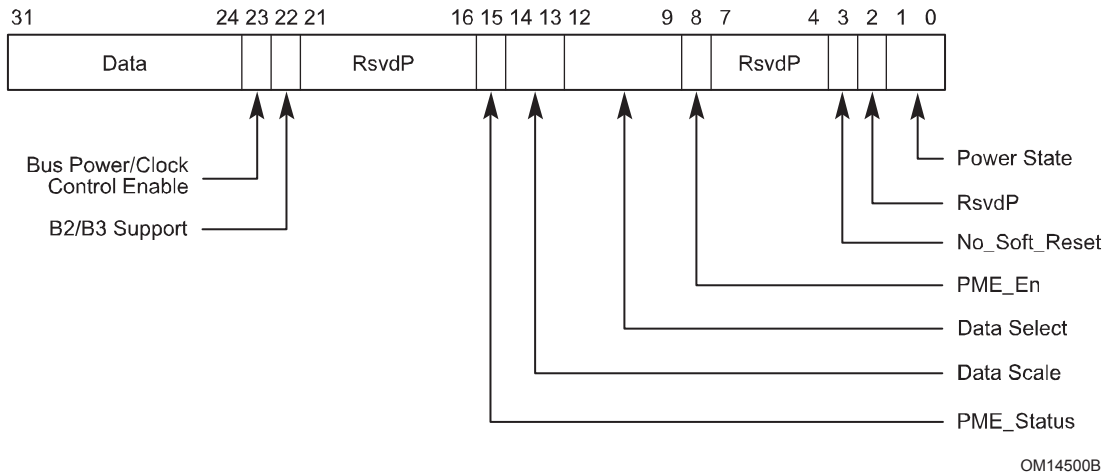 31 24 23 22 21 16 15 14 13 12 9 8 7 4 3 2 1 0
Data RsvdP RsvdP
Bus Power/Clock
Control Enable
B2/B3 Support
Power State
RsvdP
No_Soft_Reset
PME_En
Data Select
Data Scale
PME_Status
OM14500B